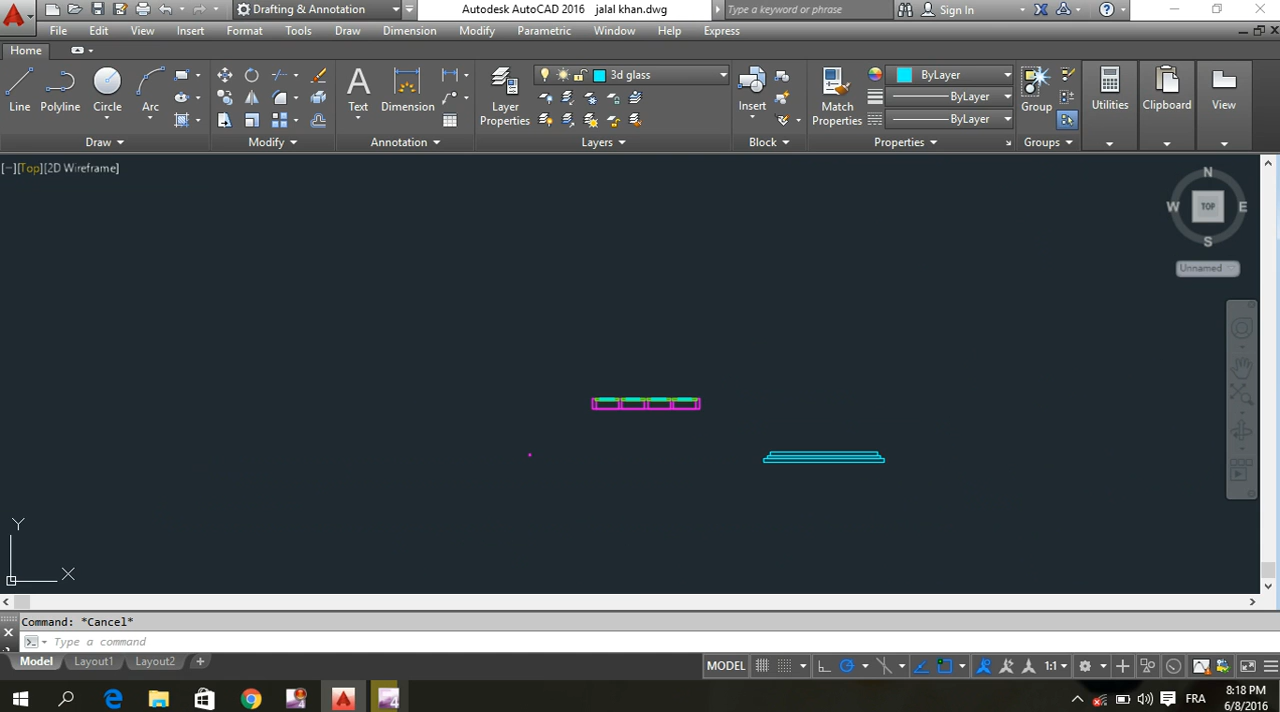 Drafting & Annotation
Autodesk AutoCAD 2016 jalal khan.dwg
Type a keyword or phrase
Sign In
File Edit View Insert Format Tools Draw Dimension Modify Parametric Window Help Express
Home
3d glass
ByLayer
ByLayer
ByLayer
Line Polyline Circle Arc
Text Dimension
Layer Properties
Insert
Match Properties
Group
Utilities Clipboard View
Draw Modify Annotation Layers Block Properties Groups
[−][Top][2D Wireframe]
N
W TOP E
S
Unnamed
Y
X
Command: *Cancel*
Type a command
Model Layout1 Layout2 +
MODEL 1:1
FRA 8:18 PM
6/8/2016